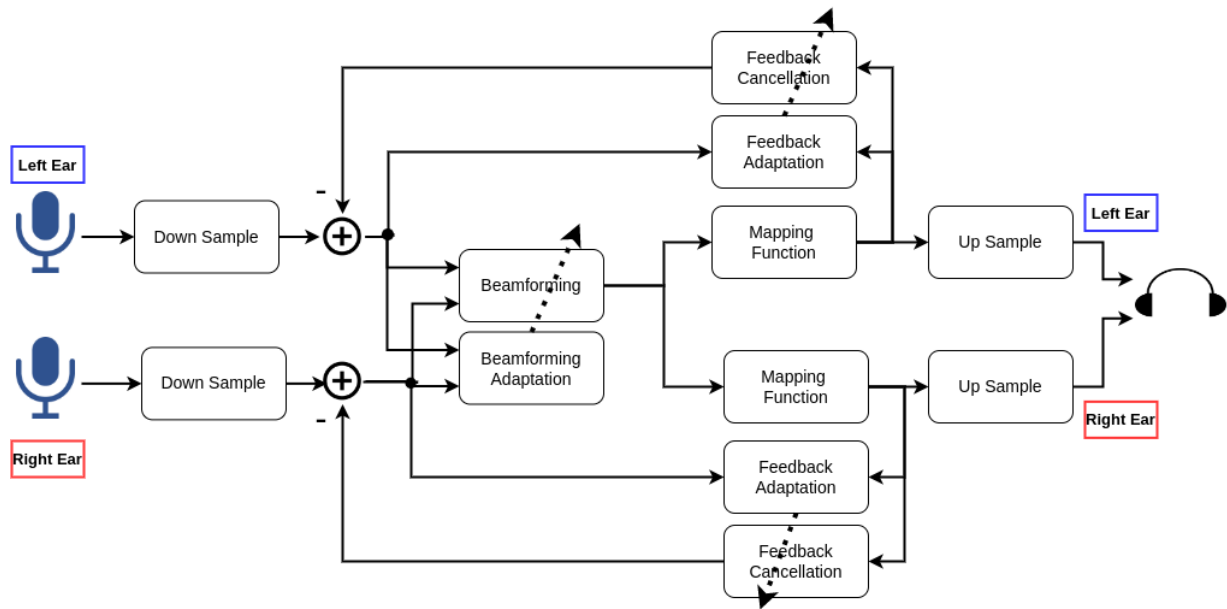 Feedback
Cancellation
Left Ear
Feedback
Adaptation
-
Left Ear
Down Sample
+
Mapping
Function
Up Sample
Beamforming
Beamforming
Adaptation
Down Sample
+
Mapping
Function
Up Sample
-
Right Ear
Right Ear
Feedback
Adaptation
Feedback
Cancellation